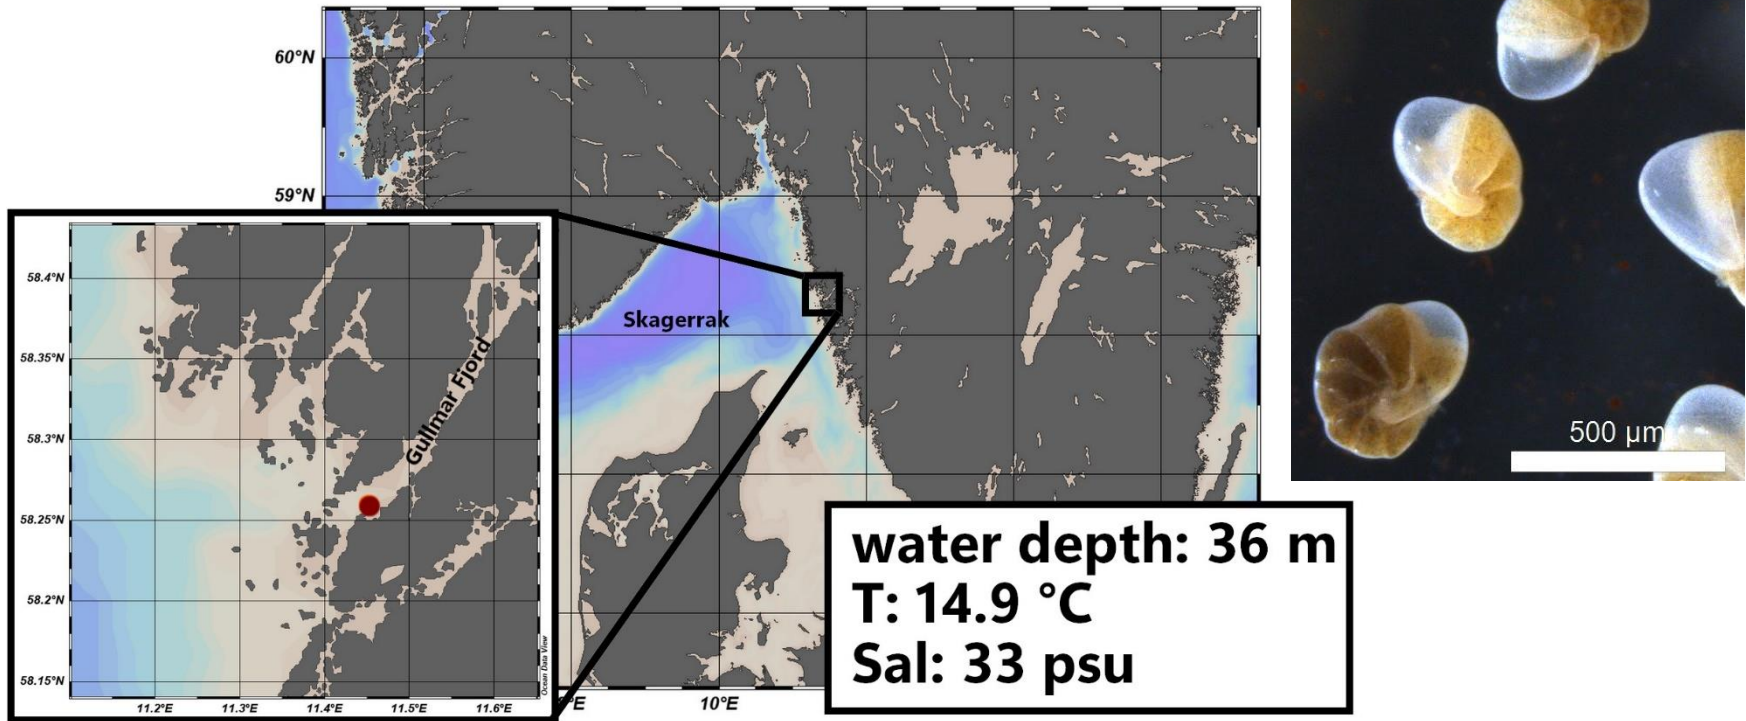 60°N
59°N
Skagerrak
10°E
58.4°N
58.35°N
58.3°N
58.25°N
58.2°N
58.15°N
11.2°E
11.3°E
11.4°E
11.5°E
11.6°E
Gullmar Fjord
Ocean Data View
water depth: 36 m
T: 14.9 °C
Sal: 33 psu
500 µm